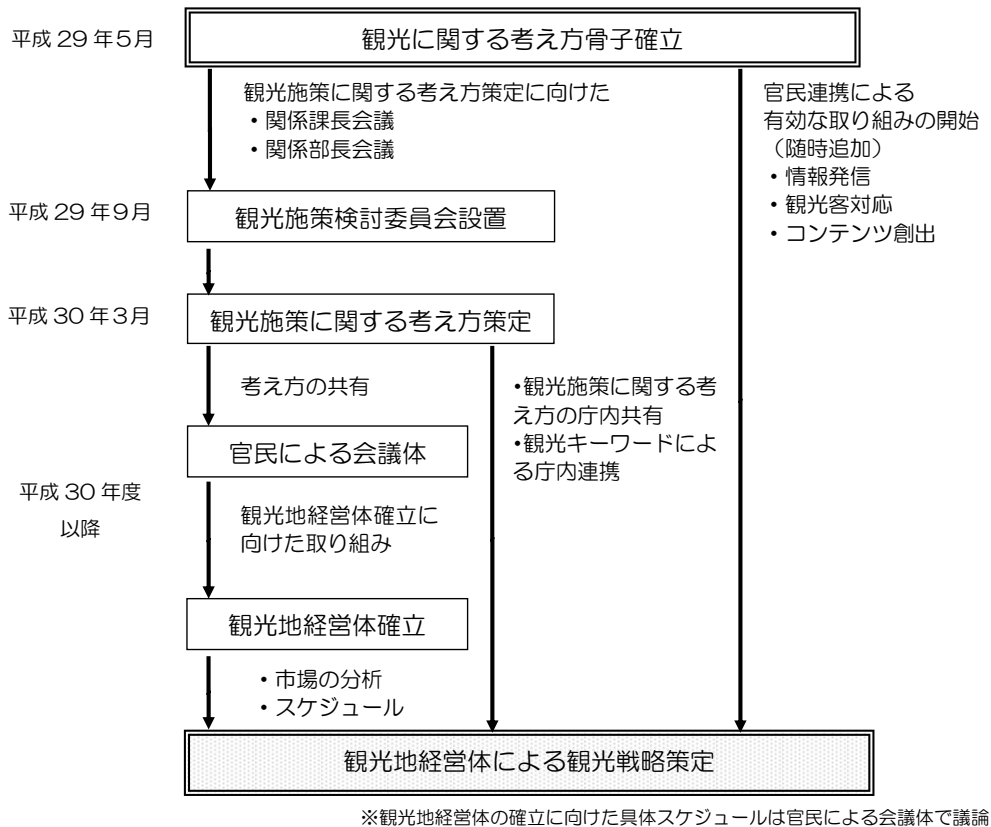 平成 29 年5月
観光に関する考え方骨子確立
観光施策に関する考え方策定に向けた
・関係課長会議
・関係部長会議
官民連携による
有効な取り組みの開始
（随時追加）
・情報発信
・観光客対応
・コンテンツ創出
平成 29 年9月
観光施策検討委員会設置
平成 30 年3月
観光施策に関する考え方策定
考え方の共有
・観光施策に関する考
え方の庁内共有
・観光キーワードによ
る庁内連携
官民による会議体
平成 30 年度
以降
観光地経営体確立に
向けた取り組み
観光地経営体確立
・市場の分析
・スケジュール
観光地経営体による観光戦略策定
※観光地経営体の確立に向けた具体スケジュールは官民による会議体で議論